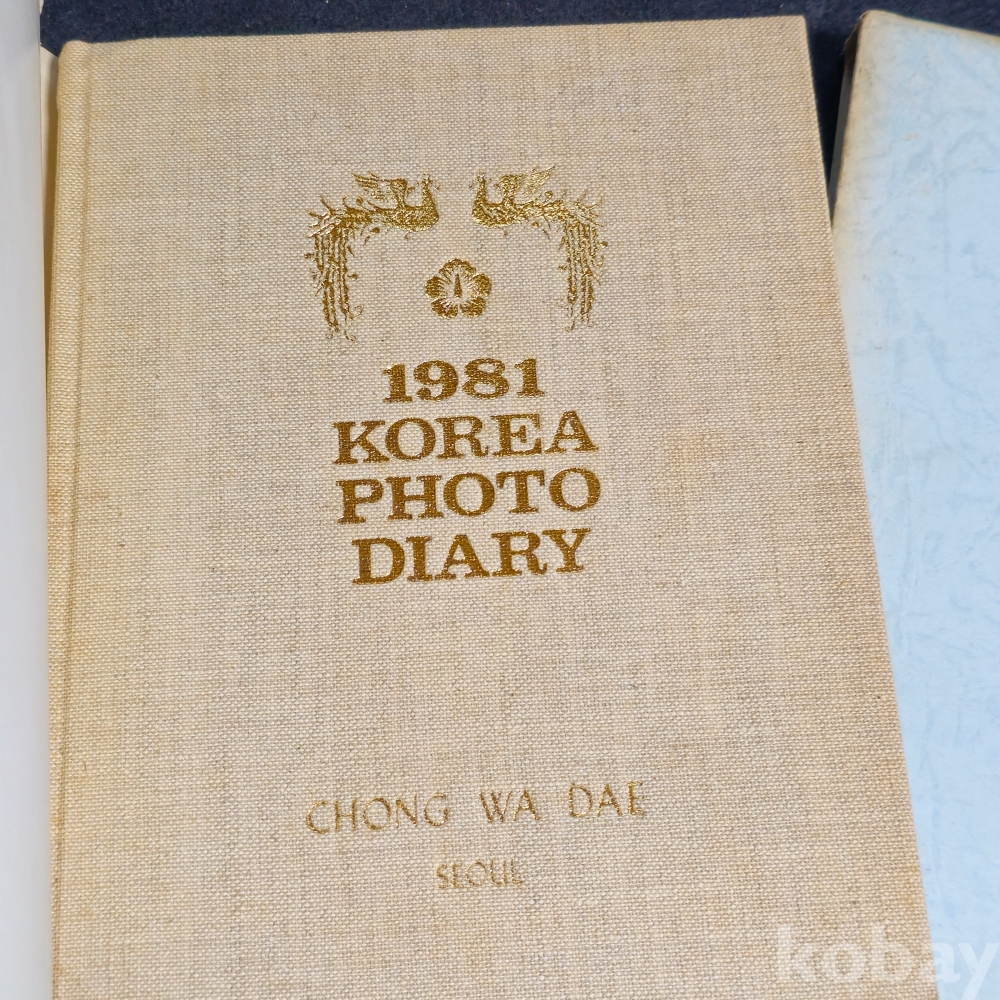 1981
KOREA
PHOTO
DIARY
CHONG WA DAE
SEOUL
kobay